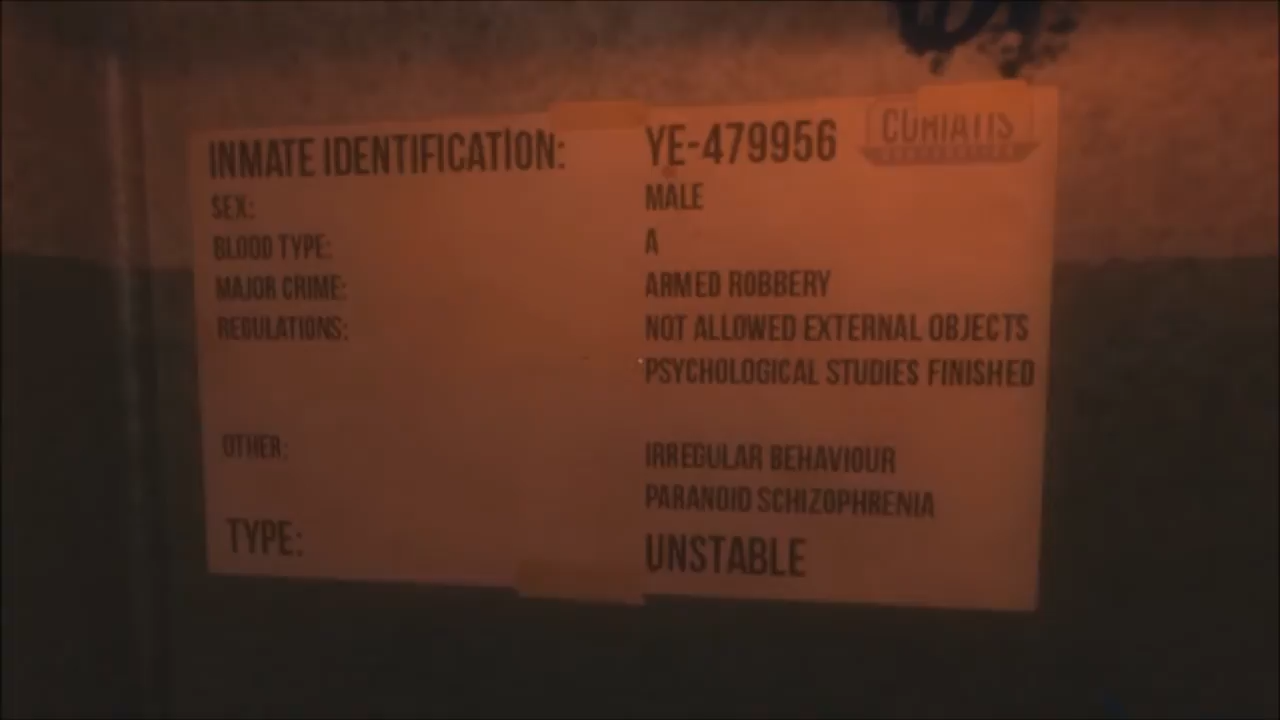 INMATE IDENTIFICATION: YE-479956
SEX: MALE
BLOOD TYPE: A
MAJOR CRIME: ARMED ROBBERY
REGULATIONS: NOT ALLOWED EXTERNAL OBJECTS
PSYCHOLOGICAL STUDIES FINISHED
OTHER: IRREGULAR BEHAVIOUR
PARANOID SCHIZOPHRENIA
TYPE: UNSTABLE